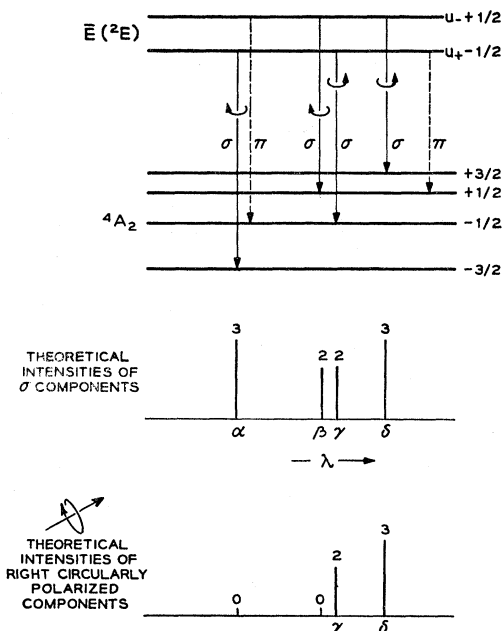 Ē (²E)
u₋+1/2
u₊−1/2
σ π σ σ σ π
+3/2
+1/2
⁴A₂
−1/2
−3/2
THEORETICAL
INTENSITIES OF
σ COMPONENTS
3 2 2 3
α β γ δ
— λ →
THEORETICAL
INTENSITIES OF
RIGHT CIRCULARLY
POLARIZED
COMPONENTS
0 0 2 3
γ δ